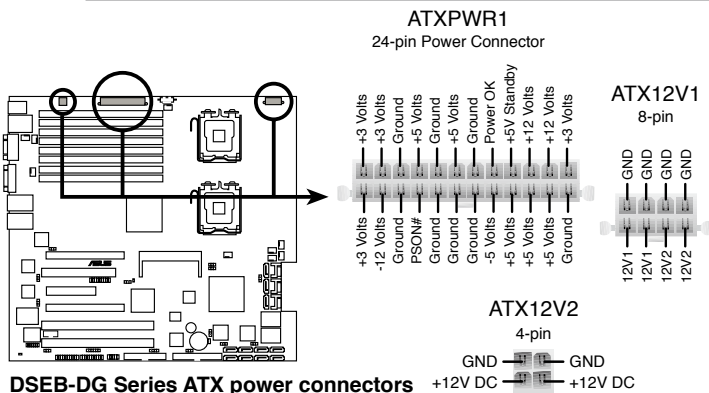 ATXPWR1
24-pin Power Connector
+3 Volts
+3 Volts
Ground
+5 Volts
Ground
+5 Volts
Ground
Power OK
+5V Standby
+12 Volts
+12 Volts
+3 Volts
+3 Volts
-12 Volts
Ground
PSON#
Ground
Ground
Ground
-5 Volts
+5 Volts
+5 Volts
+5 Volts
Ground
ATX12V1
8-pin
GND
GND
GND
GND
12V1
12V1
12V2
12V2
ATX12V2
4-pin
GND
GND
+12V DC
+12V DC
ASUS
DSEB-DG Series ATX power connectors